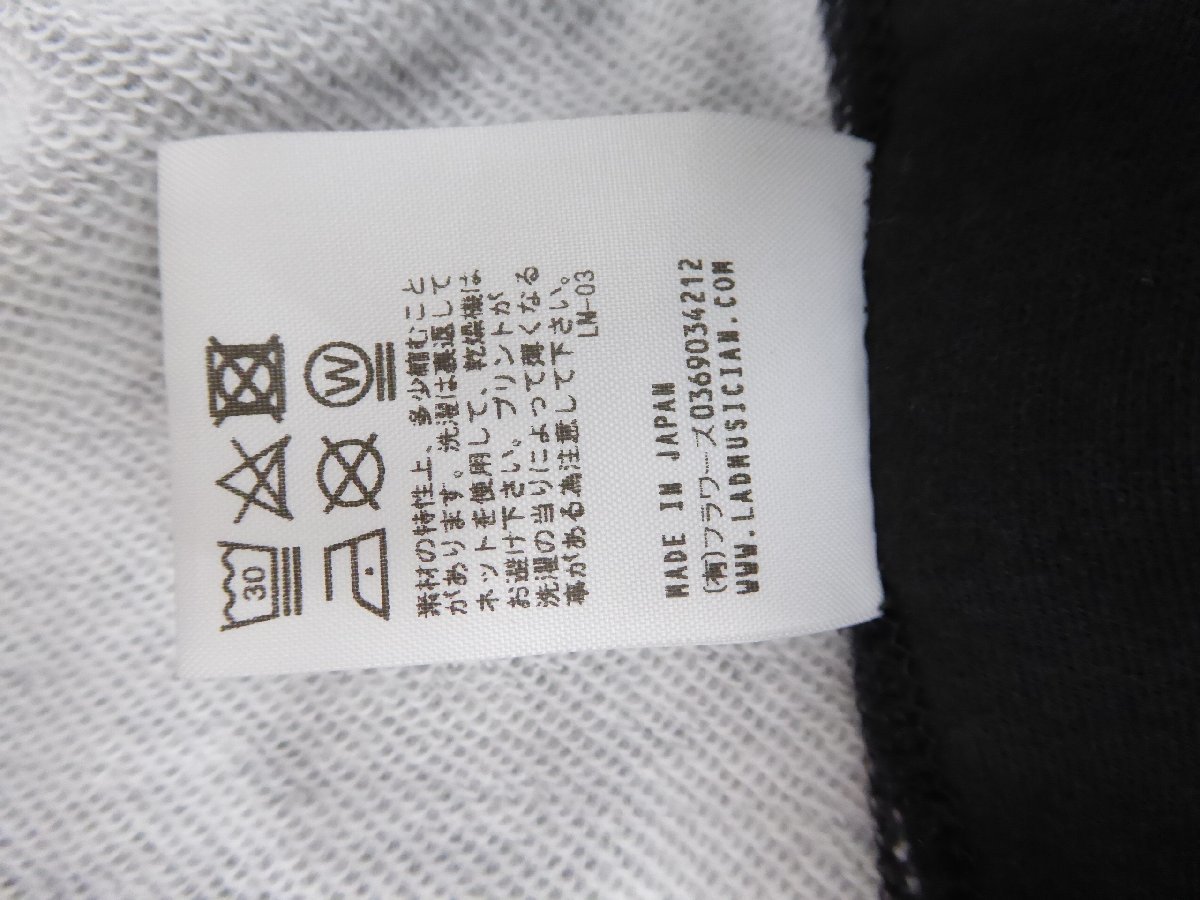 30
W
素材の特性上、多少縮むこと
があります。洗濯は裏返して
ネットを使用して、乾燥機は
お避け下さい。プリントが
洗濯の当りによって薄くなる
事がある為注意して下さい。
LM-03
MADE IN JAPAN
(有)フラワーズ0369034212
WWW.LADMUSICIAN.COM